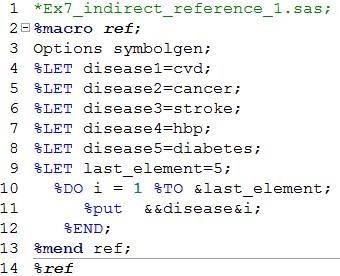 1 *Ex7_indirect_reference_1.sas;
2 %macro ref;
3 Options symbolgen;
4 %LET disease1=cvd;
5 %LET disease2=cancer;
6 %LET disease3=stroke;
7 %LET disease4=hbp;
8 %LET disease5=diabetes;
9 %LET last_element=5;
10 %DO i = 1 %TO &last_element;
11 %put &&disease&i;
12 %END;
13 %mend ref;
14 %ref